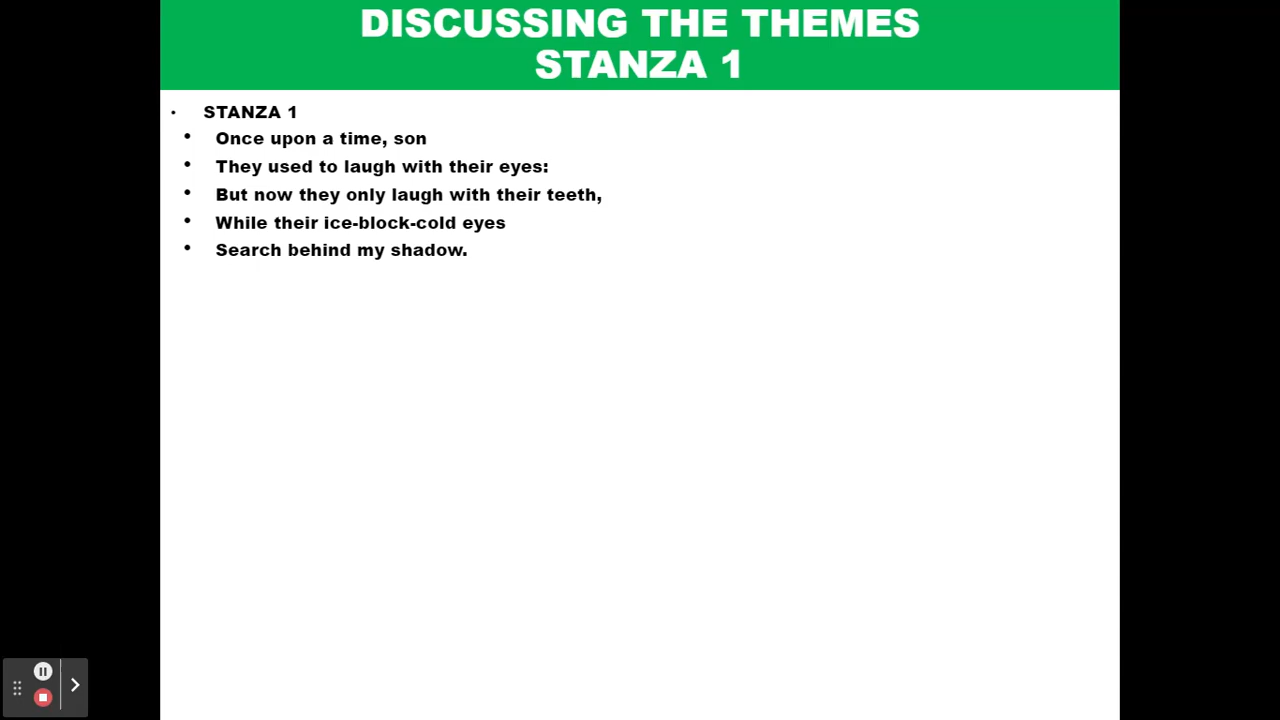 DISCUSSING THE THEMES
STANZA 1
• STANZA 1
• Once upon a time, son
• They used to laugh with their eyes:
• But now they only laugh with their teeth,
• While their ice-block-cold eyes
• Search behind my shadow.